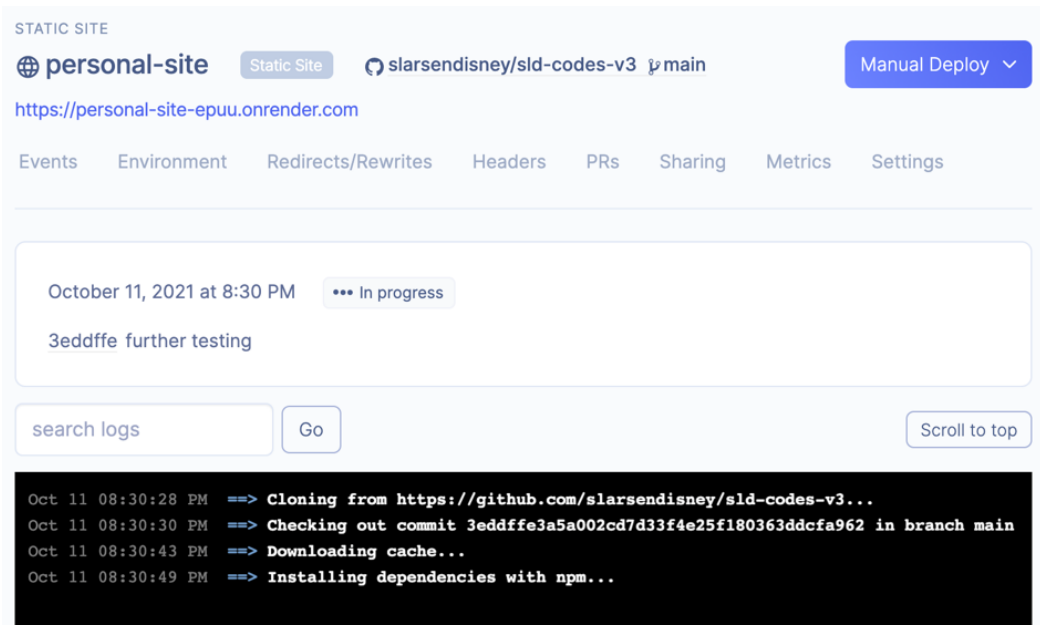 STATIC SITE
personal-site Static Site slarsendisney/sld-codes-v3 main Manual Deploy
https://personal-site-epuu.onrender.com
Events Environment Redirects/Rewrites Headers PRs Sharing Metrics Settings
October 11, 2021 at 8:30 PM ••• In progress
3eddffe further testing
search logs Go Scroll to top
Oct 11 08:30:28 PM ==> Cloning from https://github.com/slarsendisney/sld-codes-v3...
Oct 11 08:30:30 PM ==> Checking out commit 3eddffe3a5a002cd7d33f4e25f180363ddcfa962 in branch main
Oct 11 08:30:43 PM ==> Downloading cache...
Oct 11 08:30:49 PM ==> Installing dependencies with npm...